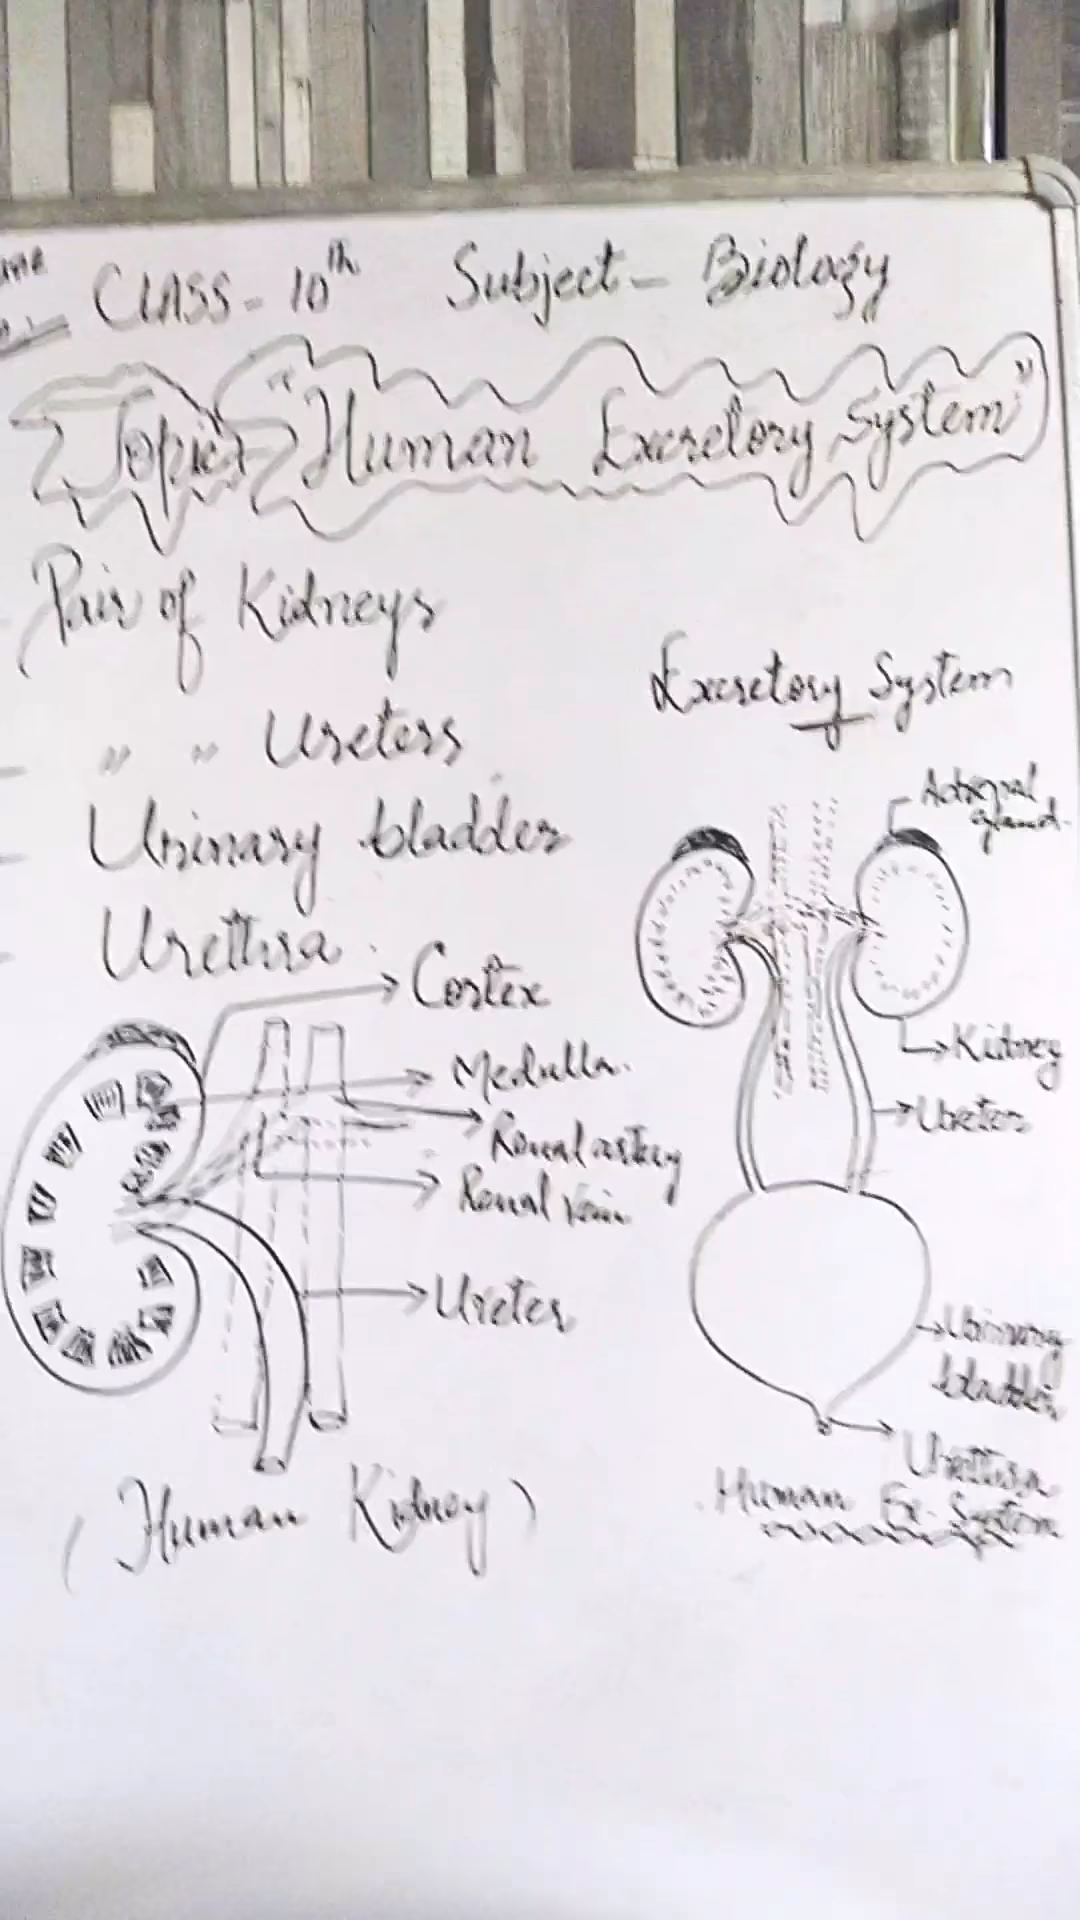 CLASS - 10th Subject - Biology
Topic "Human Excretory System"
Pair of Kidneys
" " Ureters
Urinary bladder
Urethra
Cortex
Medulla
Renal artery
Renal vein
Ureter
(Human Kidney)
Excretory System
Adrenal
gland
Kidney
Ureter
Urinary
bladder
Urethra
Human Ex. System